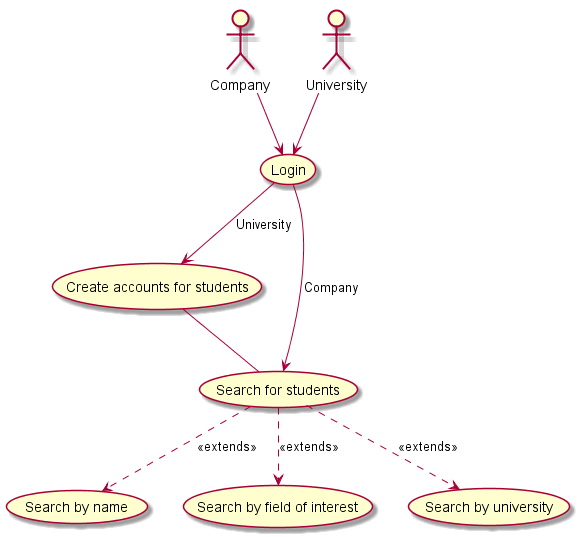 Company
University
Login
University
Create accounts for students
Company
Search for students
«extends»
«extends»
«extends»
Search by name
Search by field of interest
Search by university